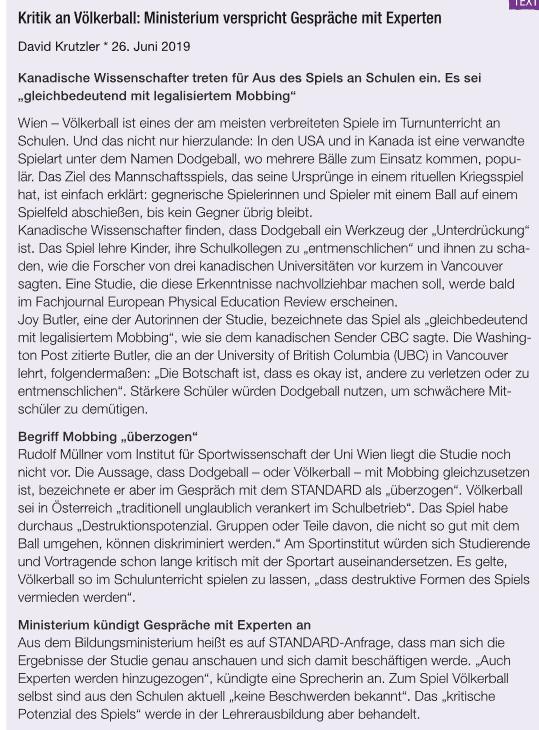 TEXT
Kritik an Völkerball: Ministerium verspricht Gespräche mit Experten
David Krutzler * 26. Juni 2019
Kanadische Wissenschafter treten für Aus des Spiels an Schulen ein. Es sei
„gleichbedeutend mit legalisiertem Mobbing“
Wien – Völkerball ist eines der am meisten verbreiteten Spiele im Turnunterricht an
Schulen. Und das nicht nur hierzulande: In den USA und in Kanada ist eine verwandte
Spielart unter dem Namen Dodgeball, wo mehrere Bälle zum Einsatz kommen, popu-
lär. Das Ziel des Mannschaftsspiels, das seine Ursprünge in einem rituellen Kriegsspiel
hat, ist einfach erklärt: gegnerische Spielerinnen und Spieler mit einem Ball auf einem
Spielfeld abschießen, bis kein Gegner übrig bleibt.
Kanadische Wissenschafter finden, dass Dodgeball ein Werkzeug der „Unterdrückung“
ist. Das Spiel lehre Kinder, ihre Schulkollegen zu „entmenschlichen“ und ihnen zu scha-
den, wie die Forscher von drei kanadischen Universitäten vor kurzem in Vancouver
sagten. Eine Studie, die diese Erkenntnisse nachvollziehbar machen soll, werde bald
im Fachjournal European Physical Education Review erscheinen.
Joy Butler, eine der Autorinnen der Studie, bezeichnete das Spiel als „gleichbedeutend
mit legalisiertem Mobbing“, wie sie dem kanadischen Sender CBC sagte. Die Washing-
ton Post zitierte Butler, die an der University of British Columbia (UBC) in Vancouver
lehrt, folgendermaßen: „Die Botschaft ist, dass es okay ist, andere zu verletzen oder zu
entmenschlichen“. Stärkere Schüler würden Dodgeball nutzen, um schwächere Mit-
schüler zu demütigen.
Begriff Mobbing „überzogen“
Rudolf Müllner vom Institut für Sportwissenschaft der Uni Wien liegt die Studie noch
nicht vor. Die Aussage, dass Dodgeball – oder Völkerball – mit Mobbing gleichzusetzen
ist, bezeichnete er aber im Gespräch mit dem STANDARD als „überzogen“. Völkerball
sei in Österreich „traditionell unglaublich verankert im Schulbetrieb“. Das Spiel habe
durchaus „Destruktionspotenzial. Gruppen oder Teile davon, die nicht so gut mit dem
Ball umgehen, können diskriminiert werden.“ Am Sportinstitut würden sich Studierende
und Vortragende schon lange kritisch mit der Sportart auseinandersetzen. Es gelte,
Völkerball so im Schulunterricht spielen zu lassen, „dass destruktive Formen des Spiels
vermieden werden“.
Ministerium kündigt Gespräche mit Experten an
Aus dem Bildungsministerium heißt es auf STANDARD-Anfrage, dass man sich die
Ergebnisse der Studie genau anschauen und sich damit beschäftigen werde. „Auch
Experten werden hinzugezogen“, kündigte eine Sprecherin an. Zum Spiel Völkerball
selbst sind aus den Schulen aktuell „keine Beschwerden bekannt“. Das „kritische
Potenzial des Spiels“ werde in der Lehrerausbildung aber behandelt.